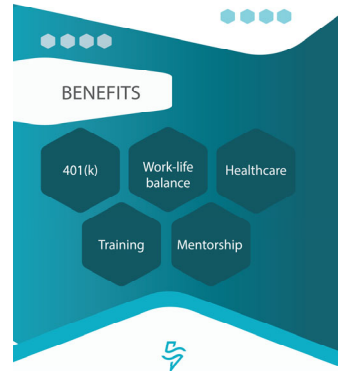 BENEFITS
401(k)
Work-life
balance
Healthcare
Training
Mentorship